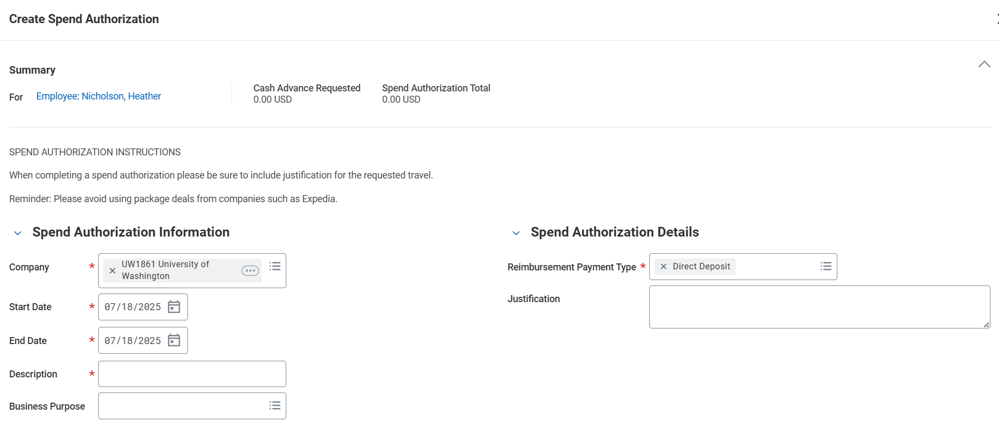 Create Spend Authorization
Summary
For Employee: Nicholson, Heather
Cash Advance Requested
0.00 USD
Spend Authorization Total
0.00 USD
SPEND AUTHORIZATION INSTRUCTIONS
When completing a spend authorization please be sure to include justification for the requested travel.
Reminder: Please avoid using package deals from companies such as Expedia.
Spend Authorization Information
Company * UW1861 University of
Washington
Start Date * 07/18/2025
End Date * 07/18/2025
Description *
Business Purpose
Spend Authorization Details
Reimbursement Payment Type * Direct Deposit
Justification